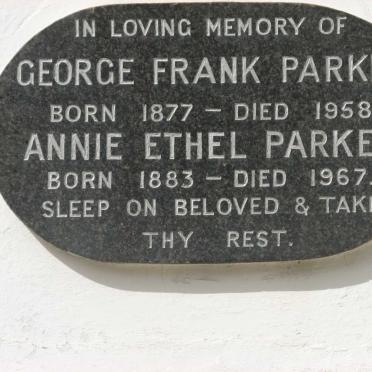 IN LOVING MEMORY OF
GEORGE FRANK PARK
BORN 1877 – DIED 1958
ANNIE ETHEL PARKE
BORN 1883 – DIED 1967.
SLEEP ON BELOVED & TAK
THY REST.